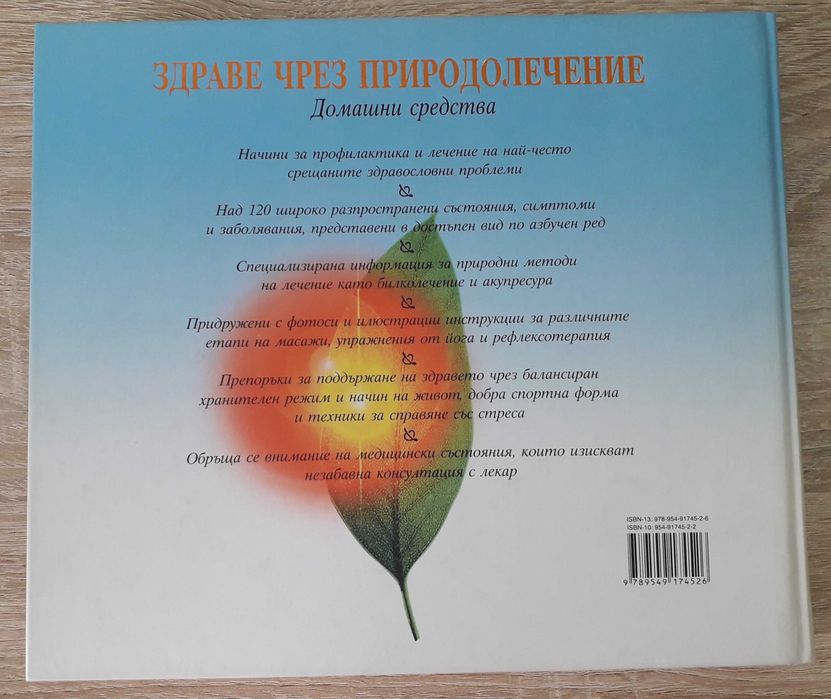 ЗДРАВЕ ЧРЕЗ ПРИРОДОЛЕЧЕНИЕ
Домашни средства
Начини за профилактика и лечение на най-често
срещаните здравословни проблеми
Над 120 широко разпространени състояния, симптоми
и заболявания, представени в достъпен вид по азбучен ред
Специализирана информация за природни методи
на лечение като билколечение и акупресура
Придружени с фотоси и илюстрации инструкции за различните
етапи на масажи, упражнения от йога и рефлексотерапия
Препоръки за поддържане на здравето чрез балансиран
хранителен режим и начин на живот, добра спортна форма
и техники за справяне със стреса
Обръща се внимание на медицински състояния, които изискват
незабавна консултация с лекар
ISBN-13: 978-954-91745-2-6
ISBN-10: 954-91745-2-2
9 789549 174526